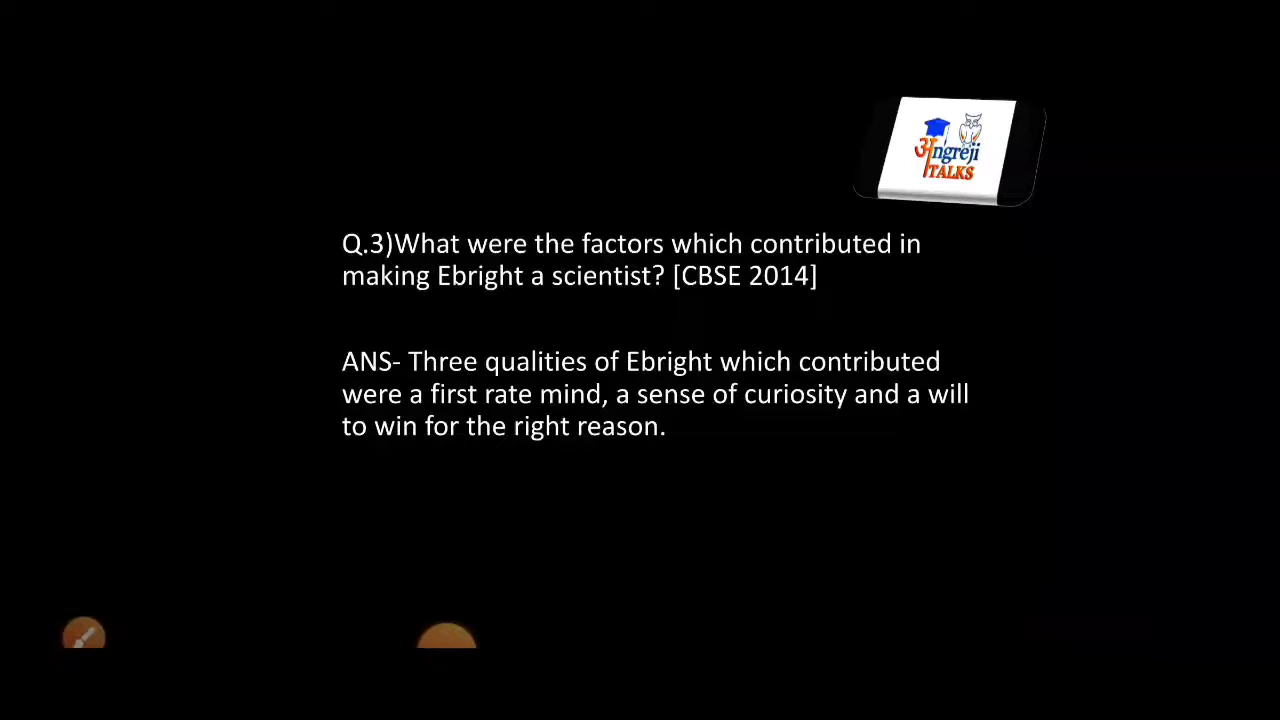 अngreji
TALKS
Q.3)What were the factors which contributed in
making Ebright a scientist? [CBSE 2014]
ANS- Three qualities of Ebright which contributed
were a first rate mind, a sense of curiosity and a will
to win for the right reason.